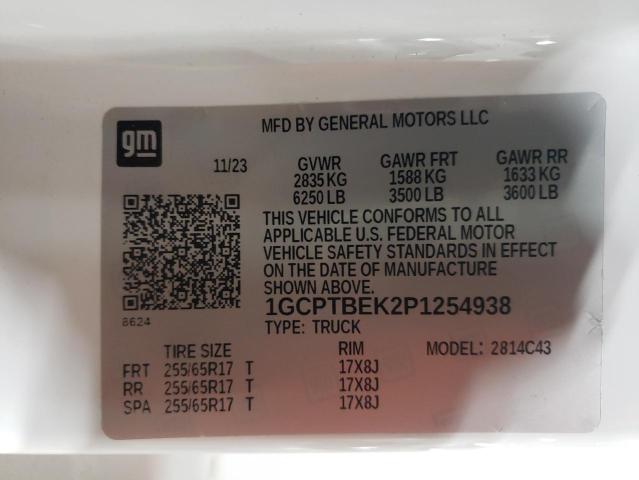 gm
MFD BY GENERAL MOTORS LLC
11/23
GVWR GAWR FRT GAWR RR
2835 KG 1588 KG 1633 KG
6250 LB 3500 LB 3600 LB
THIS VEHICLE CONFORMS TO ALL
APPLICABLE U.S. FEDERAL MOTOR
VEHICLE SAFETY STANDARDS IN EFFECT
ON THE DATE OF MANUFACTURE
SHOWN ABOVE.
8624
1GCPTBEK2P1254938
TYPE: TRUCK
TIRE SIZE RIM MODEL: 2814C43
FRT 255/65R17 T 17X8J
RR 255/65R17 T 17X8J
SPA 255/65R17 T 17X8J